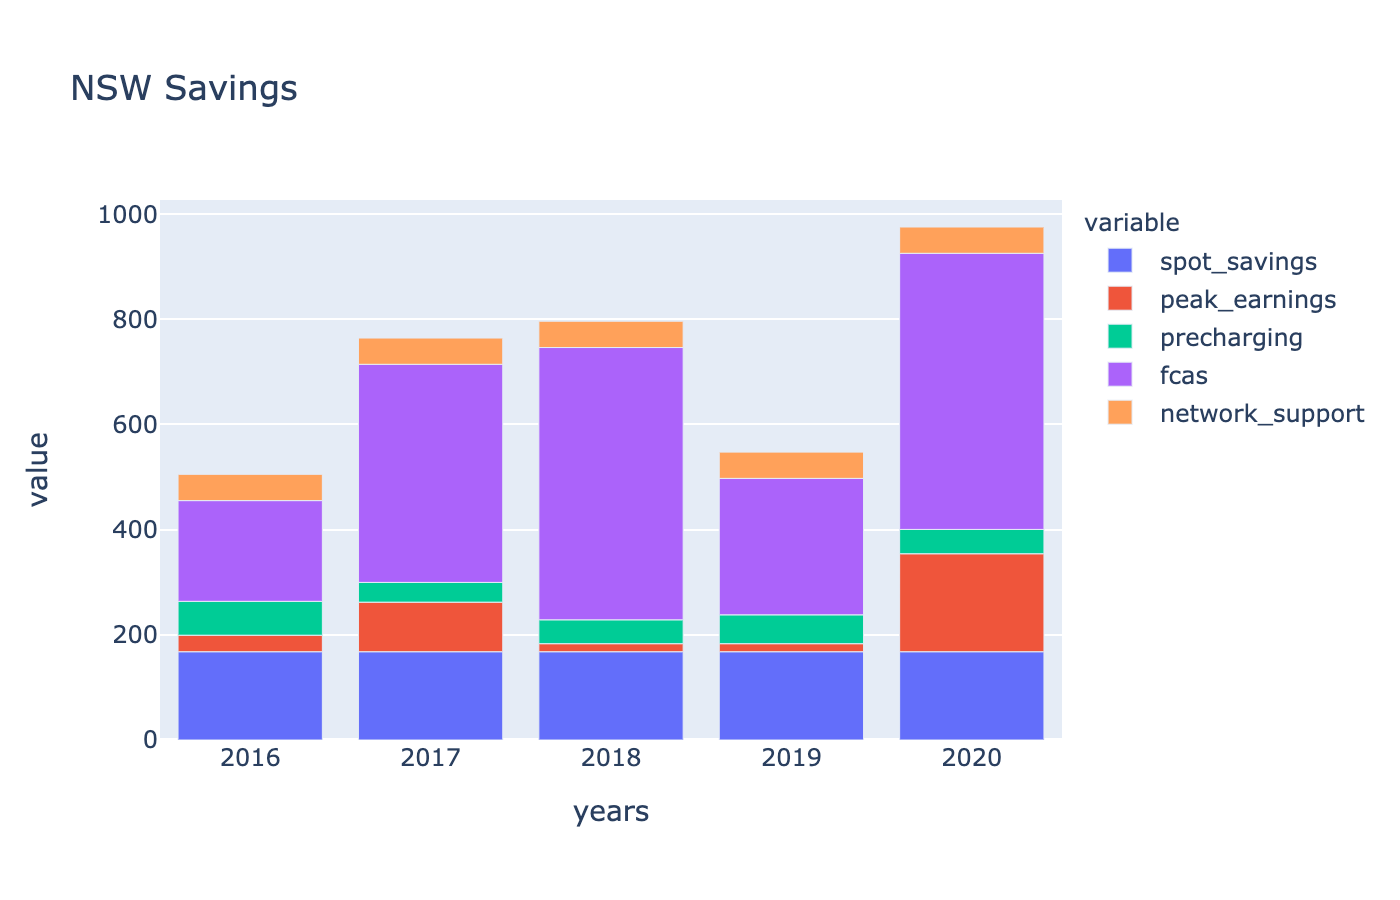 NSW Savings
1000
800
600
400
200
0
value
2016 2017 2018 2019 2020
years
variable
spot_savings
peak_earnings
precharging
fcas
network_support